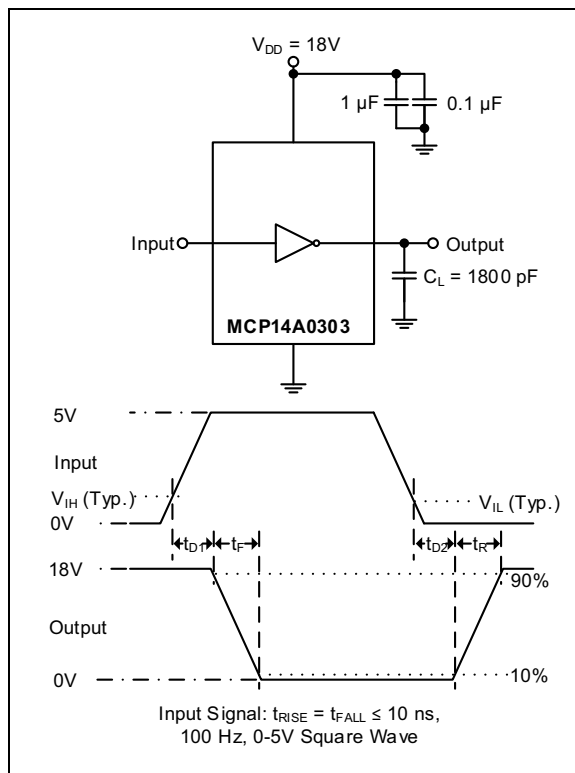 V_DD = 18V
1 µF
0.1 µF
Input
Output
C_L = 1800 pF
MCP14A0303
5V
Input
V_IH (Typ.)
V_IL (Typ.)
0V
t_D1
t_F
t_D2
t_R
18V
90%
Output
0V
10%
Input Signal: t_RISE = t_FALL ≤ 10 ns,
100 Hz, 0-5V Square Wave